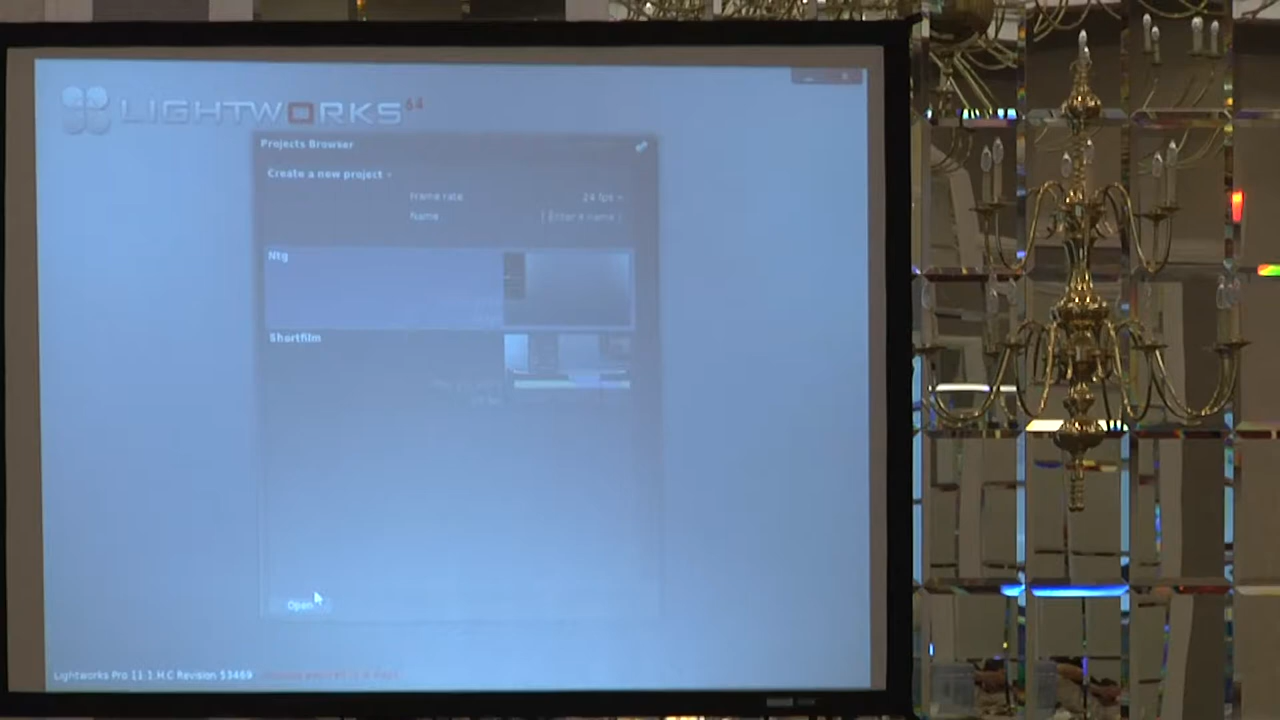 LIGHTWORKS 64
Projects Browser
Create a new project
Frame rate 24 fps
Name [ Enter a name ]
Ntg
Shortfilm
Open
Lightworks Pro 11.1.H.C Revision 53469